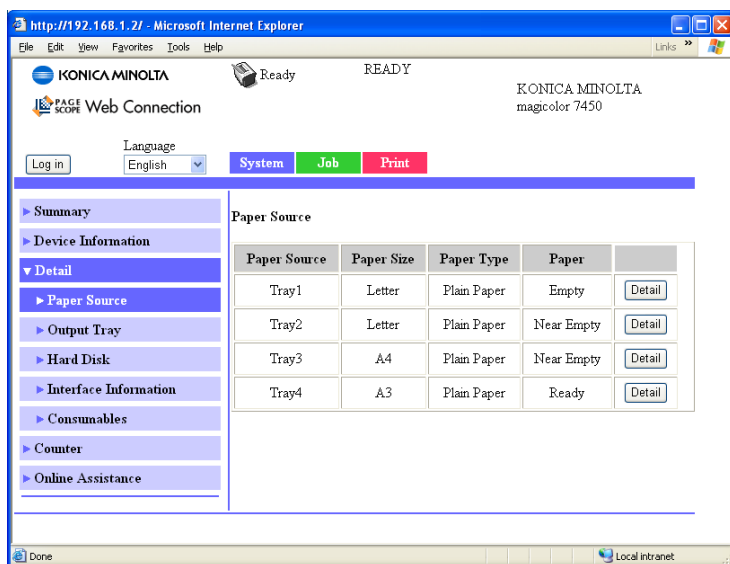 http://192.168.1.2/ - Microsoft Internet Explorer
File Edit View Favorites Tools Help Links »
KONICA MINOLTA
Ready
READY
KONICA MINOLTA
magicolor 7450
PAGE SCOPE Web Connection
Language
Log in
English
System Job Print
Summary
Device Information
Detail
Paper Source
Output Tray
Hard Disk
Interface Information
Consumables
Counter
Online Assistance
Paper Source
Paper Source Paper Size Paper Type Paper
Tray1 Letter Plain Paper Empty Detail
Tray2 Letter Plain Paper Near Empty Detail
Tray3 A4 Plain Paper Near Empty Detail
Tray4 A3 Plain Paper Ready Detail
Done Local intranet